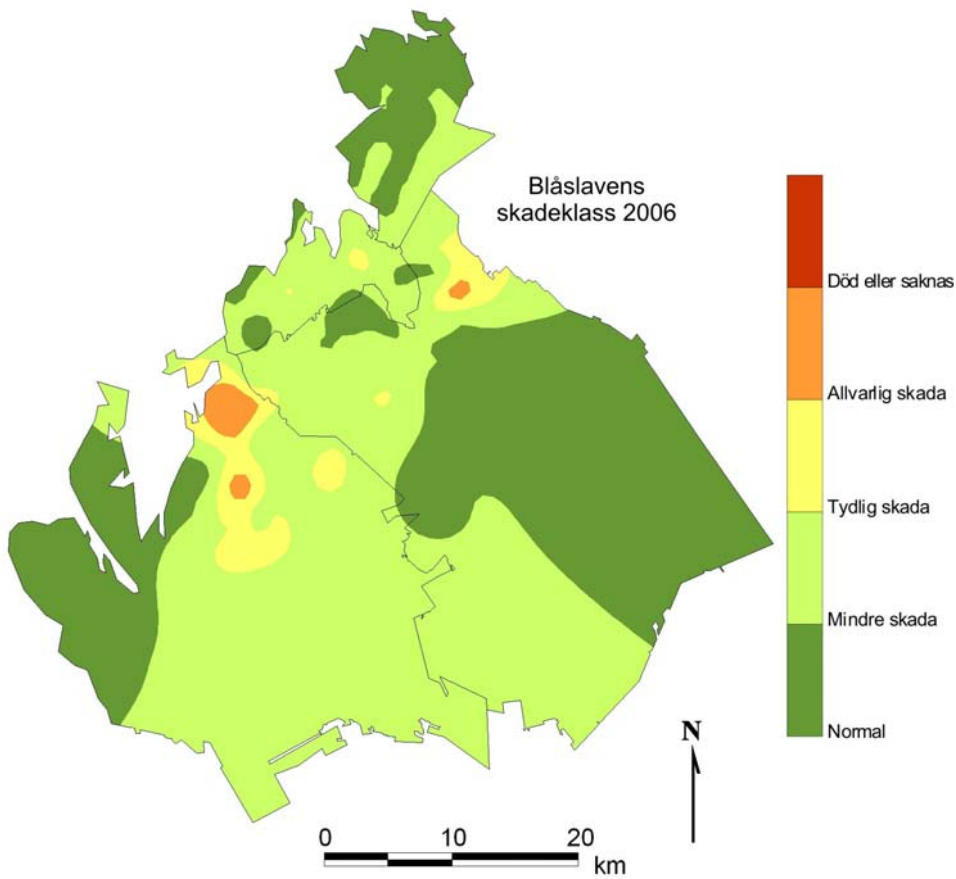 Blåslavens
skadeklass 2006
Död eller saknas
Allvarlig skada
Tydlig skada
Mindre skada
Normal
N
0 10 20
km